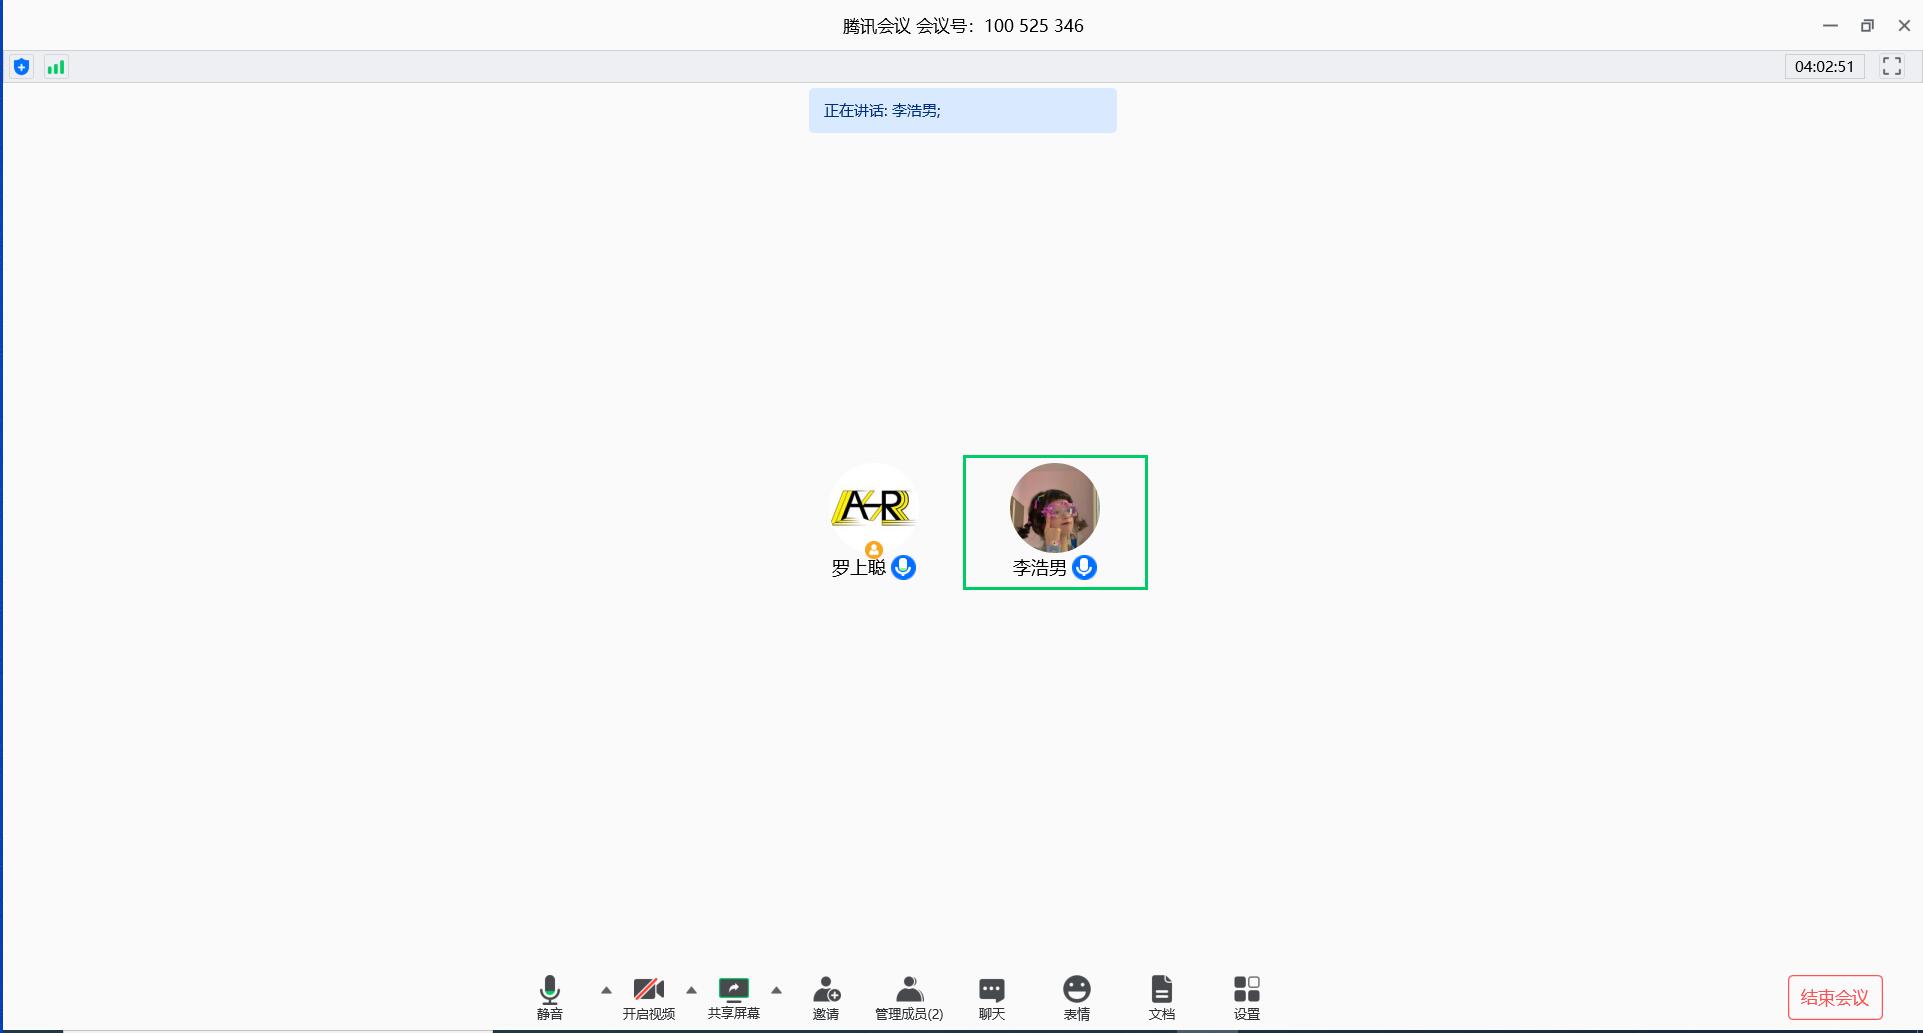 腾讯会议 会议号：100 525 346
04:02:51
正在讲话: 李浩男;
A-R
罗上聪
李浩男
静音
开启视频
共享屏幕
邀请
管理成员(2)
聊天
表情
文档
设置
结束会议